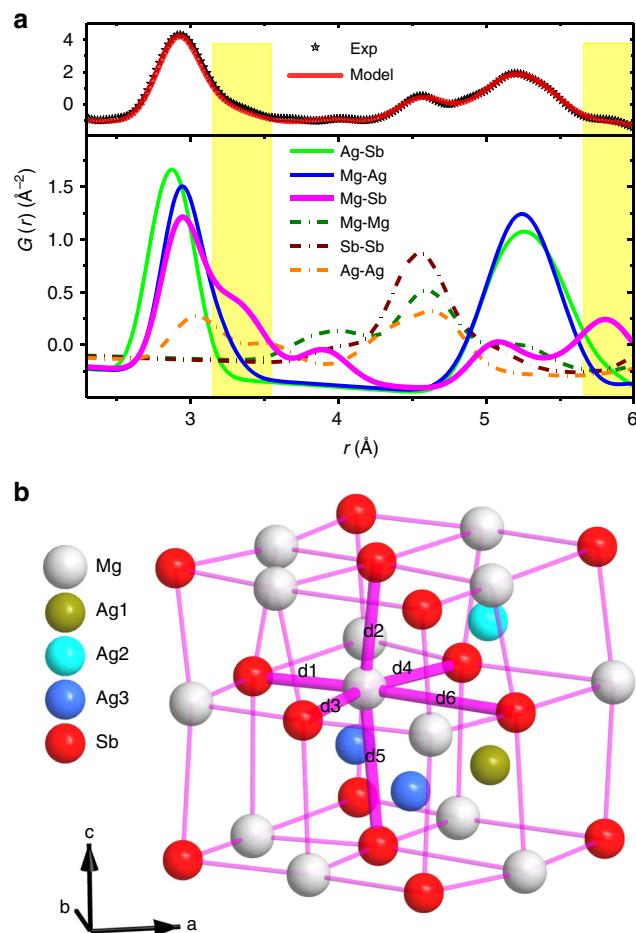 a
4
2
0
Exp
Model
G (r) (Å⁻²)
1.5
1.0
0.5
0.0
Ag-Sb
Mg-Ag
Mg-Sb
Mg-Mg
Sb-Sb
Ag-Ag
3 4 5 6
r (Å)
b
Mg
Ag1
Ag2
Ag3
Sb
d2
d1 d4
d6
d3
d5
c
b
a